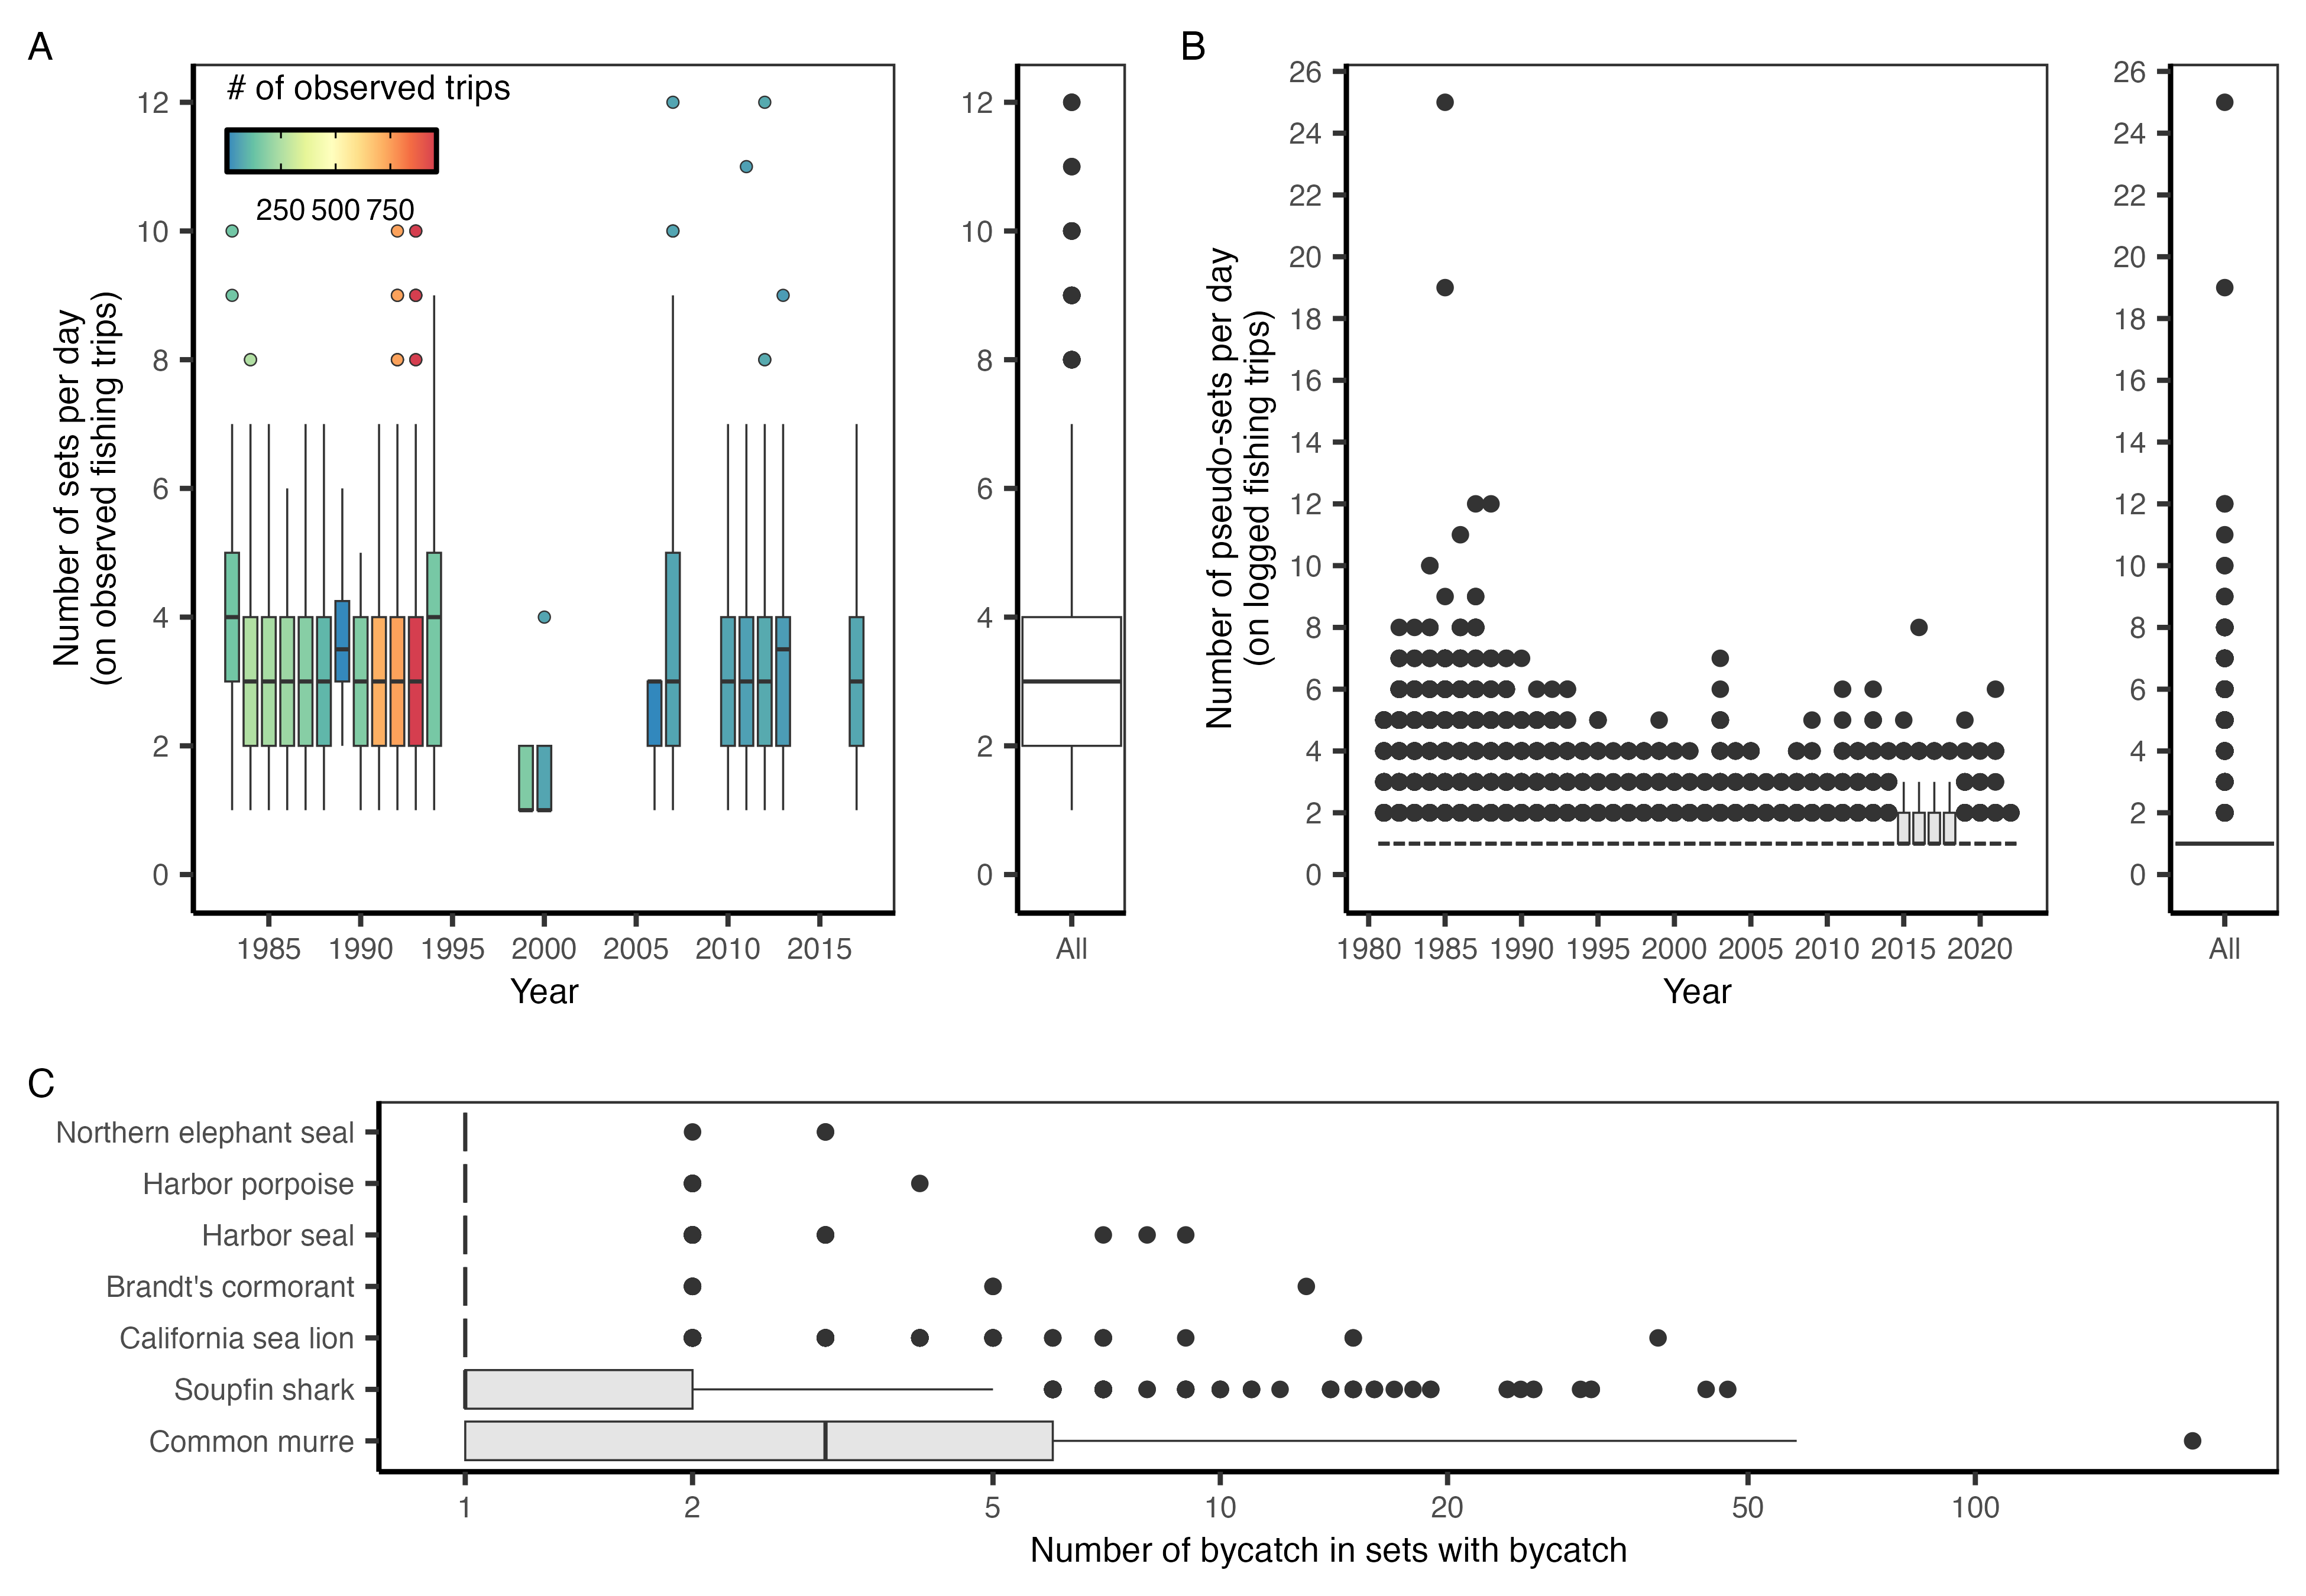 A
# of observed trips
250 500 750
Number of sets per day
(on observed fishing trips)
12
10
8
6
4
2
0
1985 1990 1995 2000 2005 2010 2015
Year
12
10
8
6
4
2
0
All
B
Number of pseudo-sets per day
(on logged fishing trips)
26
24
22
20
18
16
14
12
10
8
6
4
2
0
1980 1985 1990 1995 2000 2005 2010 2015 2020
Year
26
24
22
20
18
16
14
12
10
8
6
4
2
0
All
C
Northern elephant seal
Harbor porpoise
Harbor seal
Brandt's cormorant
California sea lion
Soupfin shark
Common murre
1 2 5 10 20 50 100
Number of bycatch in sets with bycatch